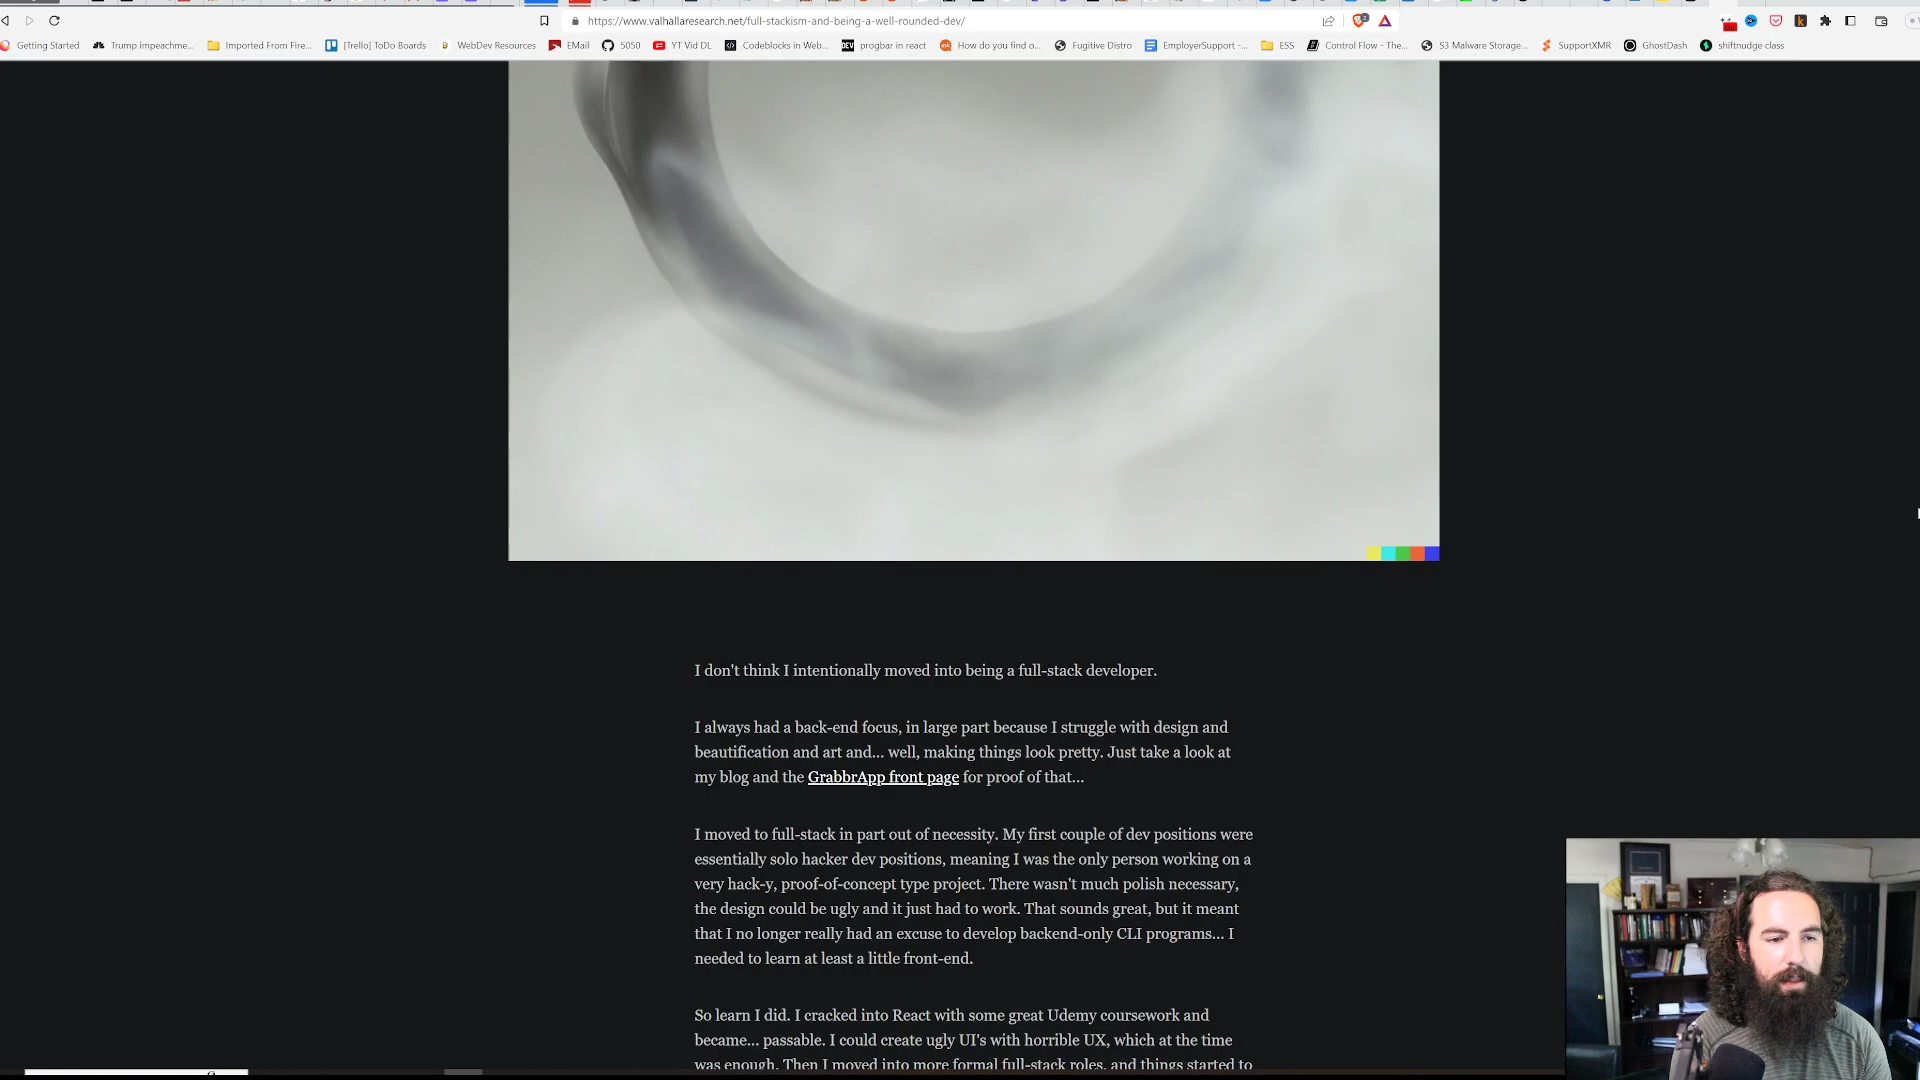 https://www.valhallaresearch.net/full-stackism-and-being-a-well-rounded-dev/
2
Getting Started
Trump impeachme...
Imported From Fire...
[Trello] ToDo Boards
WebDev Resources
EMail
5050
YT Vid DL
Codeblocks in Web...
DEV progbar in react
ask How do you find o...
Fugitive Distro
EmployerSupport -...
ESS
Control Flow - The...
S3 Malware Storage...
SupportXMR
GhostDash
shiftnudge class
I don't think I intentionally moved into being a full-stack developer.
I always had a back-end focus, in large part because I struggle with design and
beautification and art and... well, making things look pretty. Just take a look at
my blog and the GrabbrApp front page for proof of that...
I moved to full-stack in part out of necessity. My first couple of dev positions were
essentially solo hacker dev positions, meaning I was the only person working on a
very hack-y, proof-of-concept type project. There wasn't much polish necessary,
the design could be ugly and it just had to work. That sounds great, but it meant
that I no longer really had an excuse to develop backend-only CLI programs... I
needed to learn at least a little front-end.
So learn I did. I cracked into React with some great Udemy coursework and
became... passable. I could create ugly UI's with horrible UX, which at the time
was enough. Then I moved into more formal full-stack roles, and things started to